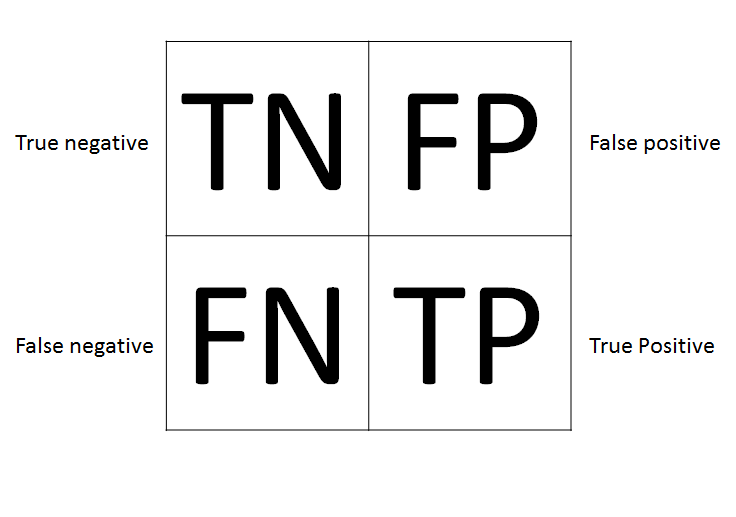 TN FP
True negative
False positive
FN TP
False negative
True Positive